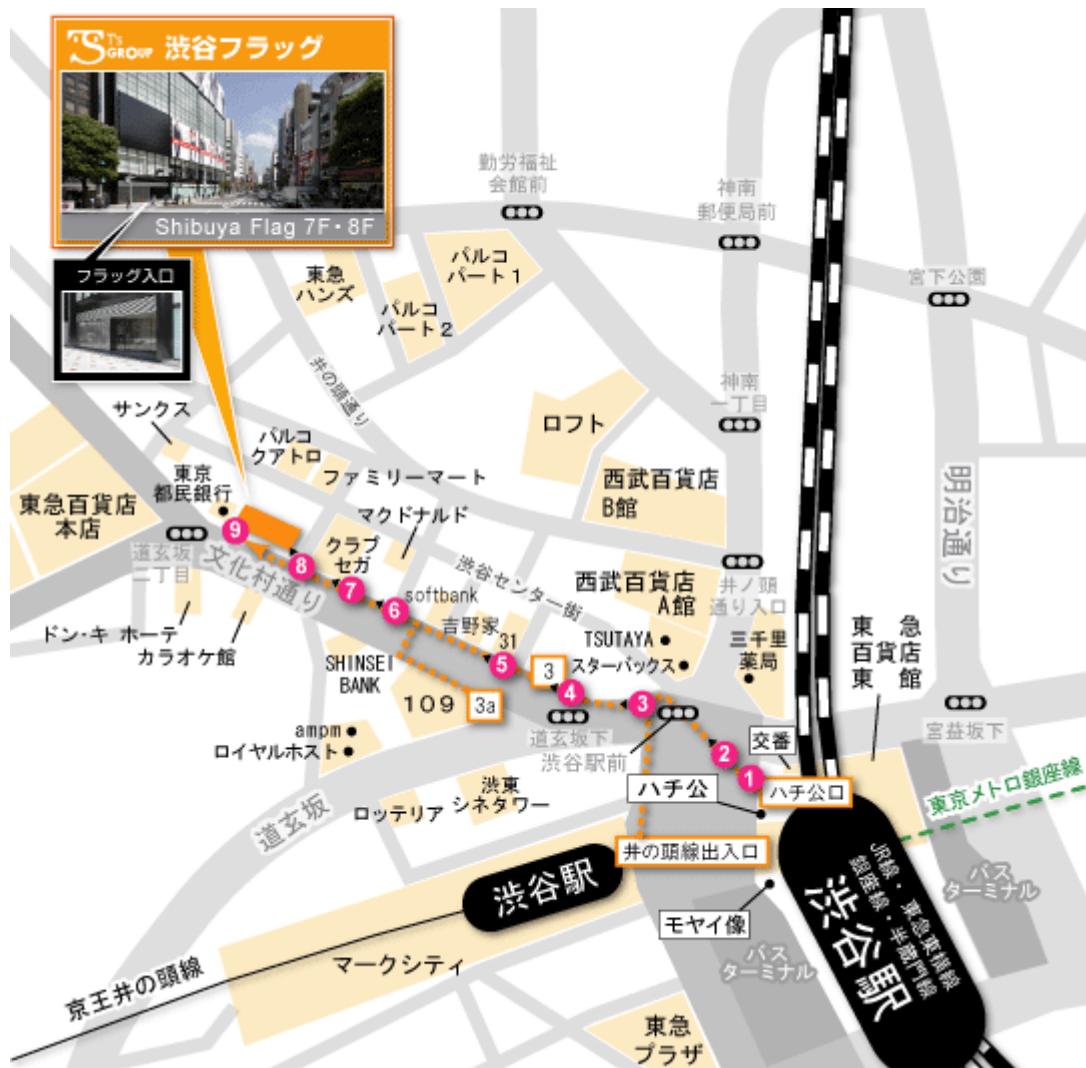 T's GROUP 渋谷フラッグ
Shibuya Flag 7F・8F
フラッグ入口
勤労福祉
会館前
神南
郵便局前
宮下公園
パルコ
パート1
東急
ハンズ
パルコ
パート2
井の頭通り
神南
一丁目
サンクス
ロフト
パルコ
クアトロ
ファミリーマート
東京
都民銀行
西武百貨店
B館
明治通り
東急百貨店
本店
マクドナルド
9
道玄坂
二丁目
文化村通り
8
クラブ
セガ
7
6
softbank
渋谷センター街
西武百貨店
A館
井ノ頭
通り入口
ドン・キ ホーテ
カラオケ館
吉野家
31
TSUTAYA
スターバックス
三千里
薬局
東 急
百貨店
東 館
SHINSEI
BANK
5
3
4
3
109
3a
道玄坂下
渋谷駅前
宮益坂下
ampm
ロイヤルホスト
2
交番
1
ハチ公口
ハチ公
道玄坂
ロッテリア
渋東
シネタワー
東京メトロ銀座線
井の頭線出入口
渋谷駅
JR線・東急東横線
銀座線・半蔵門線
渋谷駅
バス
ターミナル
モヤイ像
バス
ターミナル
マークシティ
京王井の頭線
東急
プラザ